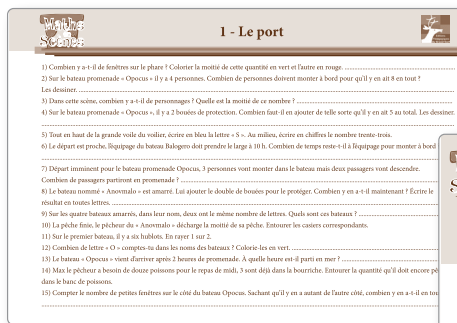 Maths
Scènes
1 - Le port
1) Combien y a-t-il de fenêtres sur le phare ? Colorier la moitié de cette quantité en vert et l'autre en rouge.
2) Sur le bateau promenade « Opocus » il y a 4 personnes. Combien de personnes doivent monter à bord pour qu'il y en ait 8 en tout ?
Les dessiner.
3) Dans cette scène, combien y a-t-il de personnages ? Quelle est la moitié de ce nombre ?
4) Sur le bateau promenade « Opocus », il y a 2 bouées de protection. Combien faut-il en ajouter de telle sorte qu'il y en ait 5 au total. Les dessiner.
5) Tout en haut de la grande voile du voilier, écrire en bleu la lettre « S ». Au milieu, écrire en chiffres le nombre trente-trois.
6) Le départ est proche, l'équipage du bateau Balogero doit prendre le large à 10 h. Combien de temps reste-t-il à l'équipage pour monter à bord
7) Départ imminent pour le bateau promenade Opocus, 3 personnes vont monter dans le bateau mais deux passagers vont descendre.
Combien de passagers partiront en promenade ?
8) Le bateau nommé « Anovmalo » est amarré. Lui ajouter le double de bouées pour le protéger. Combien y en a-t-il maintenant ? Écrire le
résultat en toutes lettres.
9) Sur les quatre bateaux amarrés, dans leur nom, deux ont le même nombre de lettres. Quels sont ces bateaux ?
10) La pêche finie, le pêcheur du « Anovmalo » décharge la moitié de sa pêche. Entourer les casiers correspondants.
11) Sur le premier bateau, il y a six hublots. En rayer 1 sur 2.
12) Combien de lettre « O » comptes-tu dans les noms des bateaux ? Colorie-les en vert.
13) Le bateau « Opocus » vient d'arriver après 2 heures de promenade. À quelle heure est-il parti en mer ?
14) Max le pêcheur a besoin de douze poissons pour le repas de midi, 3 sont déjà dans la bourriche. Entourer la quantité qu'il doit encore pê
dans le banc de poissons.
15) Compter le nombre de petites fenêtres sur le côté du bateau Opocus. Sachant qu'il y en a autant de l'autre côté, combien y en a-t-il en tou